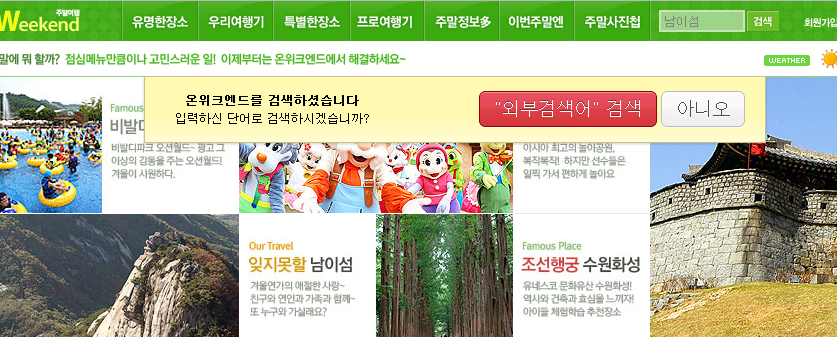 주말여행
Weekend
유명한장소
우리여행기
특별한장소
프로여행기
주말정보多
이번주말엔
주말사진첩
남이섬
검색
회원가입
말에 뭐 할까? 점심메뉴만큼이나 고민스러운 일! 이제부터는 온위크엔드에서 해결하세요~
WEATHER
온위크엔드를 검색하셨습니다
입력하신 단어로 검색하시겠습니까?
"외부검색어" 검색
아니오
Famous
비발디
비발디파크 오션월드~ 광고 그
이상의 감동을 주는 오션월드!
겨울이 시원하다.
아시아 최고의 놀이공원,
복작복작! 하지만 선수들은
일찍 가서 편하게 놀아요
Our Travel
잊지못할 남이섬
겨울연가의 애절한 사랑~
친구와 연인과 가족과 함께~
또 누구와 가실래요?
Famous Place
조선행궁 수원화성
유네스코 문화유산 수원화성!
역사와 건축과 효심을 느끼자!
아이들 체험학습 추천장소